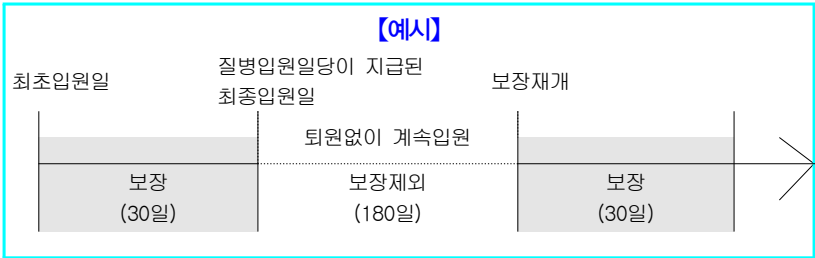 【예시】
최초입원일
질병입원일당이 지급된
최종입원일
보장재개
퇴원없이 계속입원
보장
(30일)
보장제외
(180일)
보장
(30일)